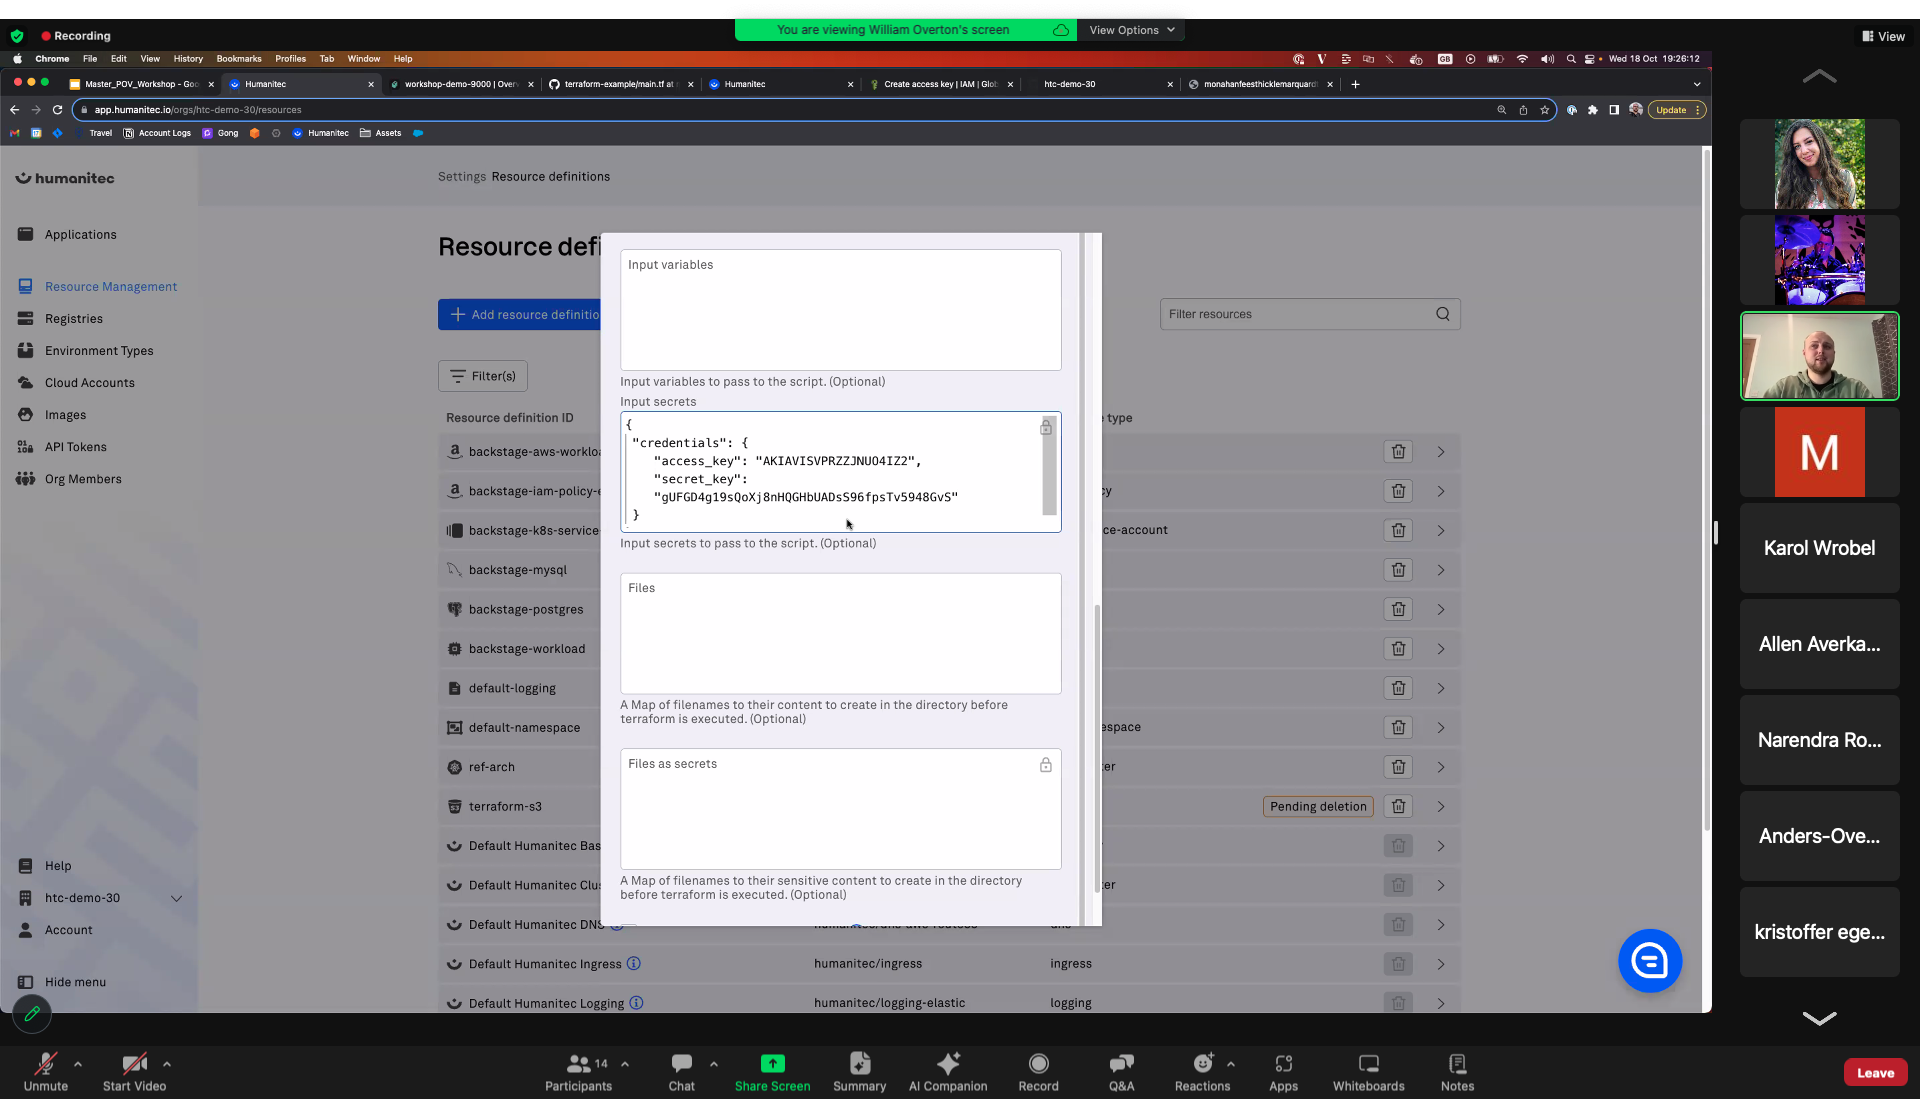 Recording
You are viewing William Overton's screen
View Options
View
Chrome File Edit View History Bookmarks Profiles Tab Window Help
GB
Wed 18 Oct 19:26:12
Master_POV_Workshop - Goo
Humanitec
workshop-demo-9000 | Over
terraform-example/main.tf at
Humanitec
Create access key | IAM | Glob
htc-demo-30
monahanfeesthicklemarquard
app.humanitec.io/orgs/htc-demo-30/resources
Update
Travel
Account Logs
Gong
Humanitec
Assets
humanitec
Applications
Resource Management
Registries
Environment Types
Cloud Accounts
Images
API Tokens
Org Members
Help
htc-demo-30
Account
Hide menu
Settings Resource definitions
Resource defi
Add resource definitio
Filter resources
Filter(s)
Resource definition ID
e type
backstage-aws-workloa
backstage-iam-policy-e
cy
backstage-k8s-service
ce-account
backstage-mysql
backstage-postgres
backstage-workload
default-logging
default-namespace
espace
ref-arch
ter
terraform-s3
Pending deletion
Default Humanitec Bas
Default Humanitec Clu
ter
Default Humanitec DNS
Default Humanitec Ingress
humanitec/ingress
ingress
Default Humanitec Logging
humanitec/logging-elastic
logging
Input variables
Input variables to pass to the script. (Optional)
Input secrets
{
"credentials": {
"access_key": "[credential redacted]",
"secret_key":
"[credential redacted]"
}
Input secrets to pass to the script. (Optional)
Files
A Map of filenames to their content to create in the directory before
terraform is executed. (Optional)
Files as secrets
A Map of filenames to their sensitive content to create in the directory
before terraform is executed. (Optional)
M
Karol Wrobel
Allen Averka...
Narendra Ro...
Anders-Ove...
kristoffer ege...
Unmute
Start Video
14
Participants
Chat
Share Screen
Summary
AI Companion
Record
Q&A
Reactions
Apps
Whiteboards
Notes
Leave